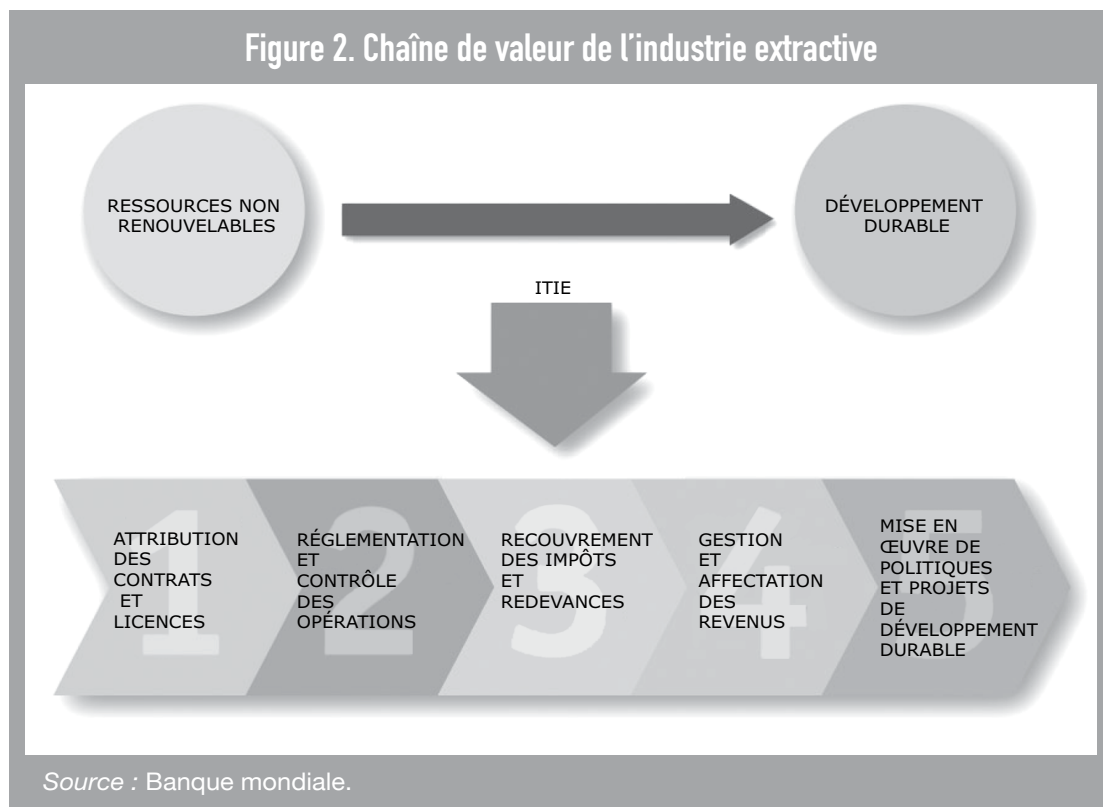 Figure 2. Chaîne de valeur de l'industrie extractive
RESSOURCES NON
RENOUVELABLES
DÉVELOPPEMENT
DURABLE
ITIE
1
ATTRIBUTION
DES
CONTRATS
ET
LICENCES
2
RÉGLEMENTATION
ET
CONTRÔLE
DES
OPÉRATIONS
3
RECOUVREMENT
DES IMPÔTS
ET
REDEVANCES
4
GESTION
ET
AFFECTATION
DES
REVENUS
5
MISE EN
ŒUVRE DE
POLITIQUES
ET PROJETS
DE
DÉVELOPPEMENT
DURABLE
Source : Banque mondiale.